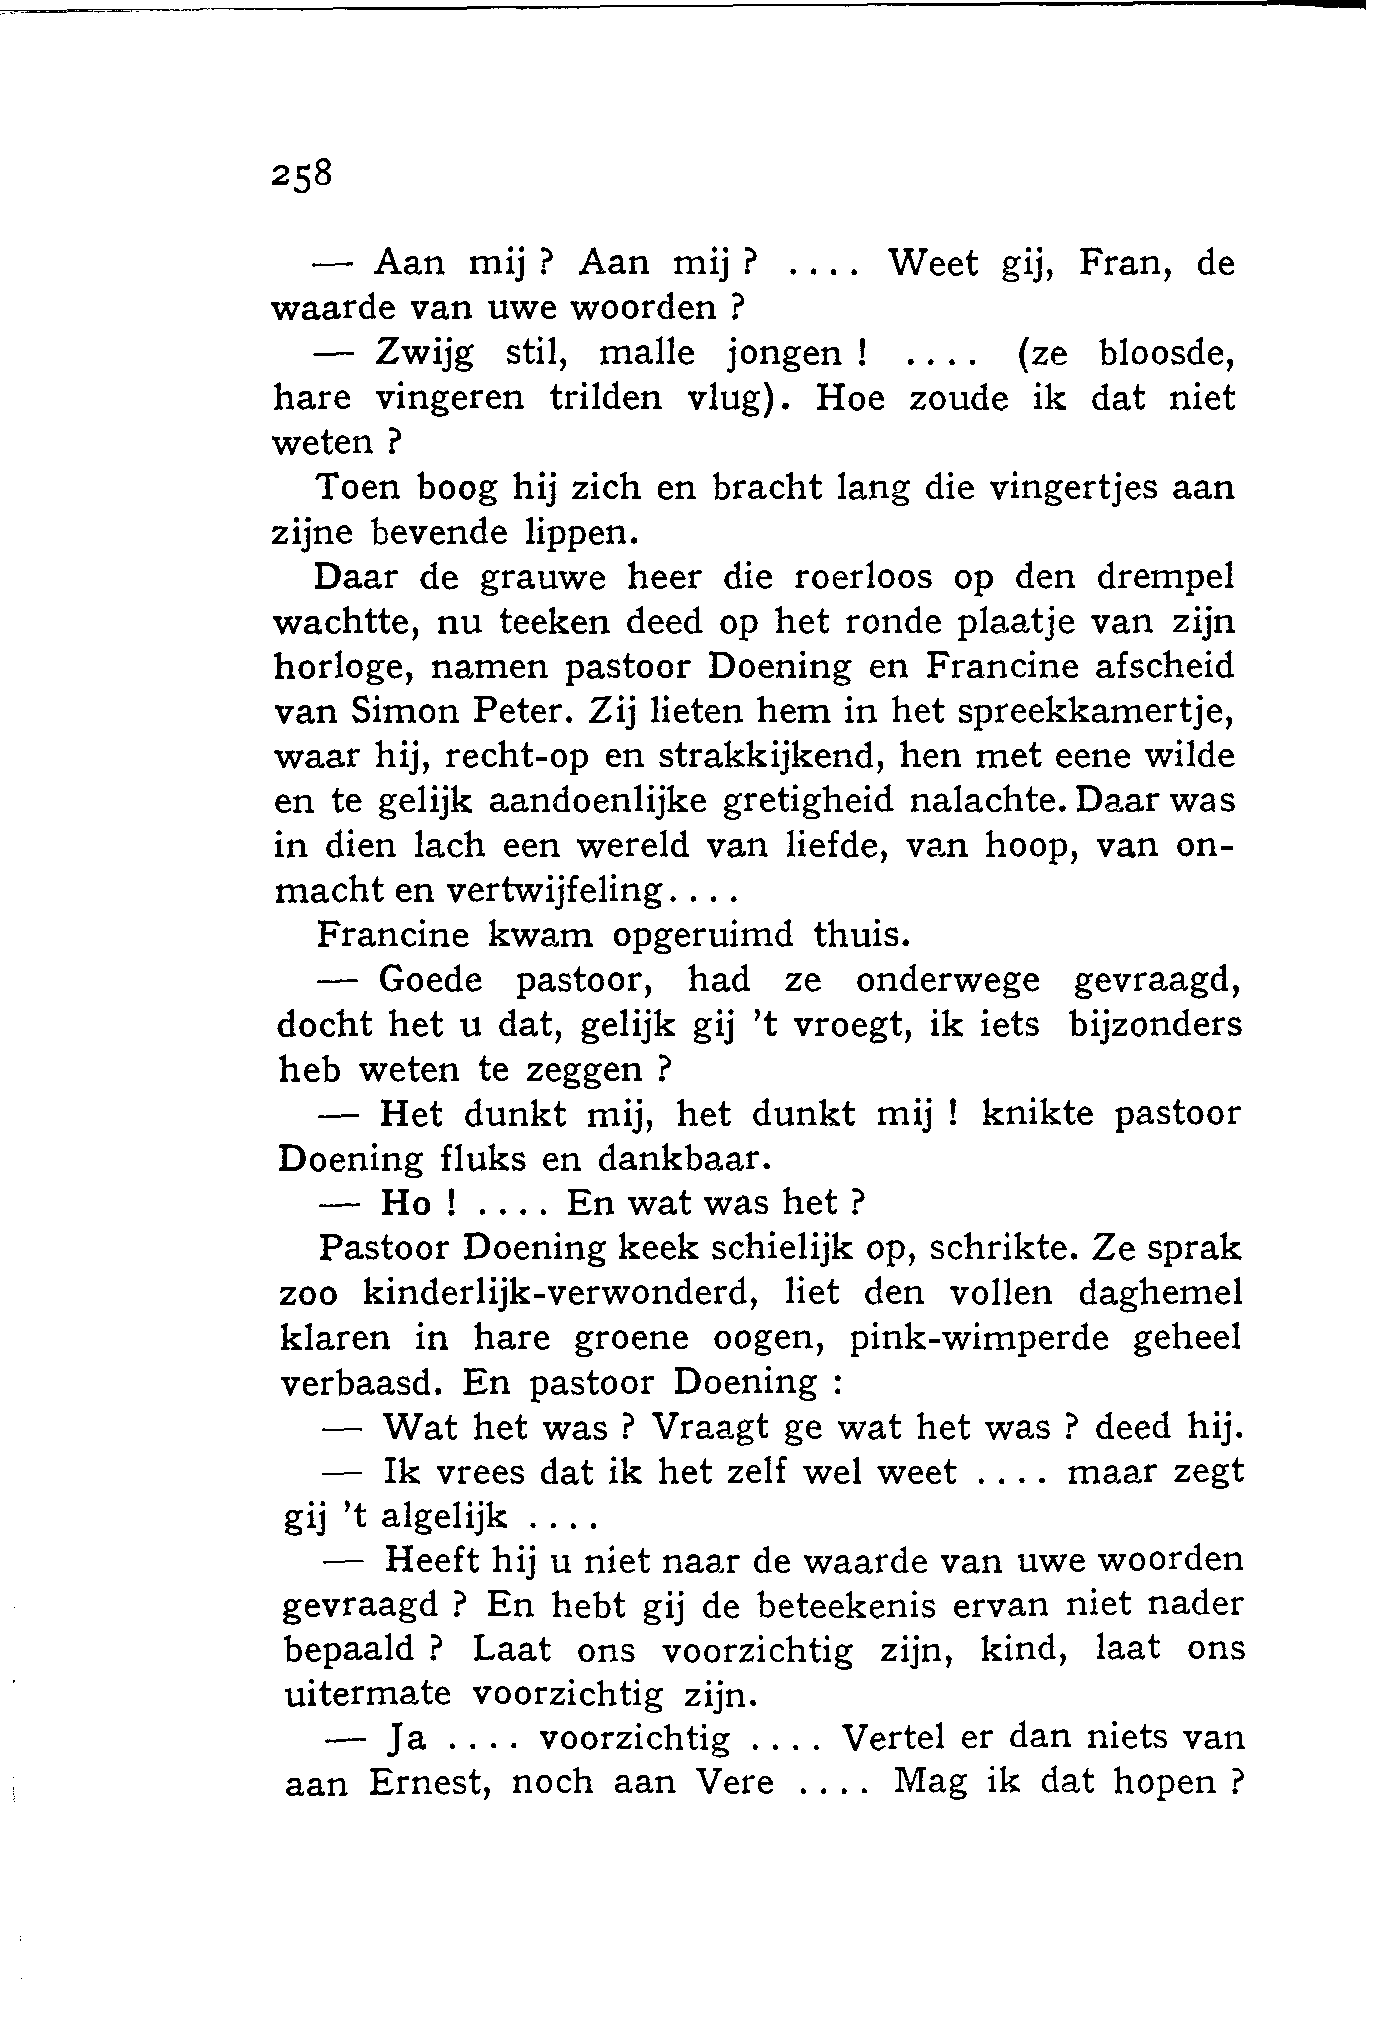 258
— Aan mij ? Aan mij ? .... Weet gij, Fran, de
waarde van uwe woorden ?
— Zwijg stil, malle jongen ! .... (ze bloosde,
hare vingeren trilden vlug). Hoe zoude ik dat niet
weten ?
Toen boog hij zich en bracht lang die vingertjes aan
zijne bevende lippen.
Daar de grauwe heer die roerloos op den drempel
wachtte, nu teeken deed op het ronde plaatje van zijn
horloge, namen pastoor Doening en Francine afscheid
van Simon Peter. Zij lieten hem in het spreekkamertje,
waar hij, recht-op en strakkijkend, hen met eene wilde
en te gelijk aandoenlijke gretigheid nalachte. Daar was
in dien lach een wereld van liefde, van hoop, van on-
macht en vertwijfeling....
Francine kwam opgeruimd thuis.
— Goede pastoor, had ze onderwege gevraagd,
docht het u dat, gelijk gij 't vroegt, ik iets bijzonders
heb weten te zeggen ?
— Het dunkt mij, het dunkt mij ! knikte pastoor
Doening fluks en dankbaar.
— Ho ! .... En wat was het ?
Pastoor Doening keek schielijk op, schrikte. Ze sprak
zoo kinderlijk-verwonderd, liet den vollen daghemel
klaren in hare groene oogen, pink-wimperde geheel
verbaasd. En pastoor Doening :
— Wat het was ? Vraagt ge wat het was ? deed hij.
— Ik vrees dat ik het zelf wel weet .... maar zegt
gij 't algelijk ....
— Heeft hij u niet naar de waarde van uwe woorden
gevraagd ? En hebt gij de beteekenis ervan niet nader
bepaald ? Laat ons voorzichtig zijn, kind, laat ons
uitermate voorzichtig zijn.
— Ja .... voorzichtig .... Vertel er dan niets van
aan Ernest, noch aan Vere .... Mag ik dat hopen ?